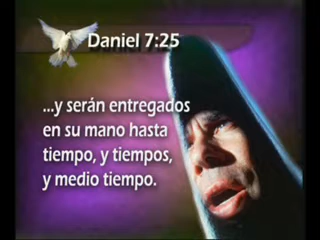 Daniel 7:25
...y serán entregados
en su mano hasta
tiempo, y tiempos,
y medio tiempo.